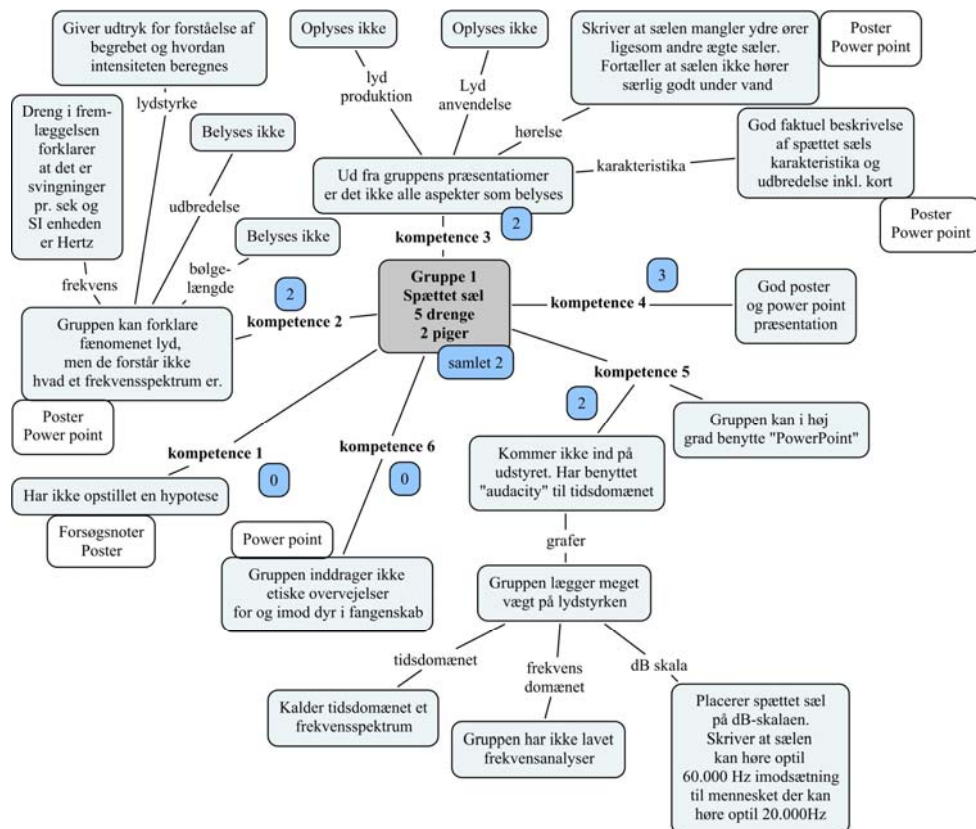 Giver udtryk for forståelse af
begrebet og hvordan
intensiteten beregnes
Oplyses ikke
Oplyses ikke
Skriver at sælen mangler ydre ører
ligesom andre ægte sæler.
Fortæller at sælen ikke hører
særlig godt under vand
Poster
Power point
lydstyrke
lyd
produktion
Lyd
anvendelse
hørelse
Dreng i frem-
læggelsen
forklarer
at det er
svingninger
pr. sek og
SI enheden
er Hertz
Belyses ikke
karakteristika
God faktuel beskrivelse
af spættet sæls
karakteristika og
udbredelse inkl. kort
Poster
Power point
Ud fra gruppens præsentatiomer
er det ikke alle aspekter som belyses
2
udbredelse
Belyses ikke
kompetence 3
frekvens
bølge-
længde
2
kompetence 2
Gruppe 1
Spættet sæl
5 drenge
2 piger
samlet 2
3
kompetence 4
God poster
og power point
præsentation
Gruppen kan forklare
fænomenet lyd,
men de forstår ikke
hvad et frekvensspektrum er.
Poster
Power point
kompetence 5
2
Gruppen kan i høj
grad benytte "PowerPoint"
kompetence 1
0
kompetence 6
0
Kommer ikke ind på
udstyret. Har benyttet
"audacity" til tidsdomænet
Har ikke opstillet en hypotese
Forsøgsnoter
Poster
Power point
Gruppen inddrager ikke
etiske overvejelser
for og imod dyr i fangenskab
grafer
Gruppen lægger meget
vægt på lydstyrken
tidsdomænet
frekvens
domænet
dB skala
Kalder tidsdomænet et
frekvensspektrum
Gruppen har ikke lavet
frekvensanalyser
Placerer spættet sæl
på dB-skalaen.
Skriver at sælen
kan høre optil
60.000 Hz imodsætning
til mennesket der kan
høre optil 20.000Hz